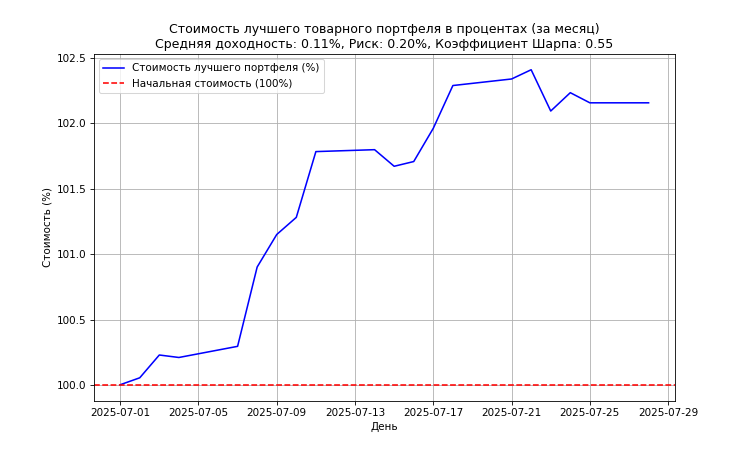 Стоимость лучшего товарного портфеля в процентах (за месяц)
Средняя доходность: 0.11%, Риск: 0.20%, Коэффициент Шарпа: 0.55
Стоимость лучшего портфеля (%)
Начальная стоимость (100%)
Стоимость (%)
102.5
102.0
101.5
101.0
100.5
100.0
2025-07-01 2025-07-05 2025-07-09 2025-07-13 2025-07-17 2025-07-21 2025-07-25 2025-07-29
День